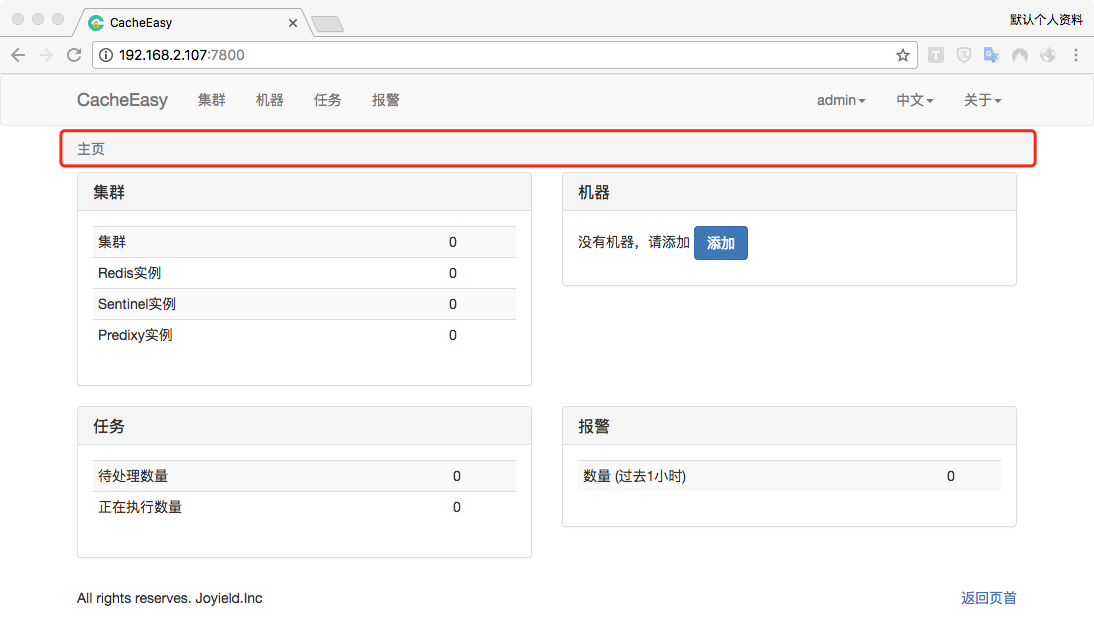 CacheEasy
默认个人资料
192.168.2.107:7800
CacheEasy 集群 机器 任务 报警 admin 中文 关于
主页
集群
集群 0
Redis实例 0
Sentinel实例 0
Predixy实例 0
机器
没有机器，请添加 添加
任务
待处理数量 0
正在执行数量 0
报警
数量 (过去1小时) 0
All rights reserves. Joyield.Inc
返回页首